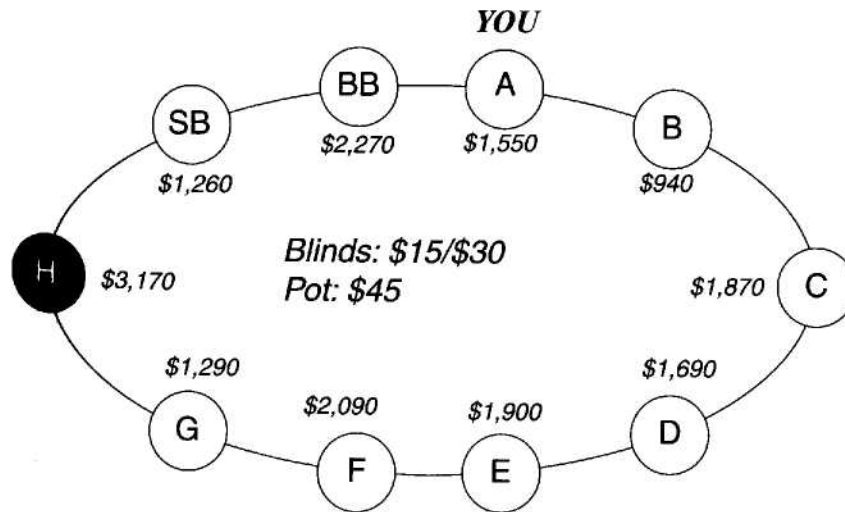 YOU
SB
BB
A
B
$1,260
$2,270
$1,550
$940
H
$3,170
Blinds: $15/$30
Pot: $45
$1,870
C
$1,290
$2,090
$1,900
$1,690
G
F
E
D